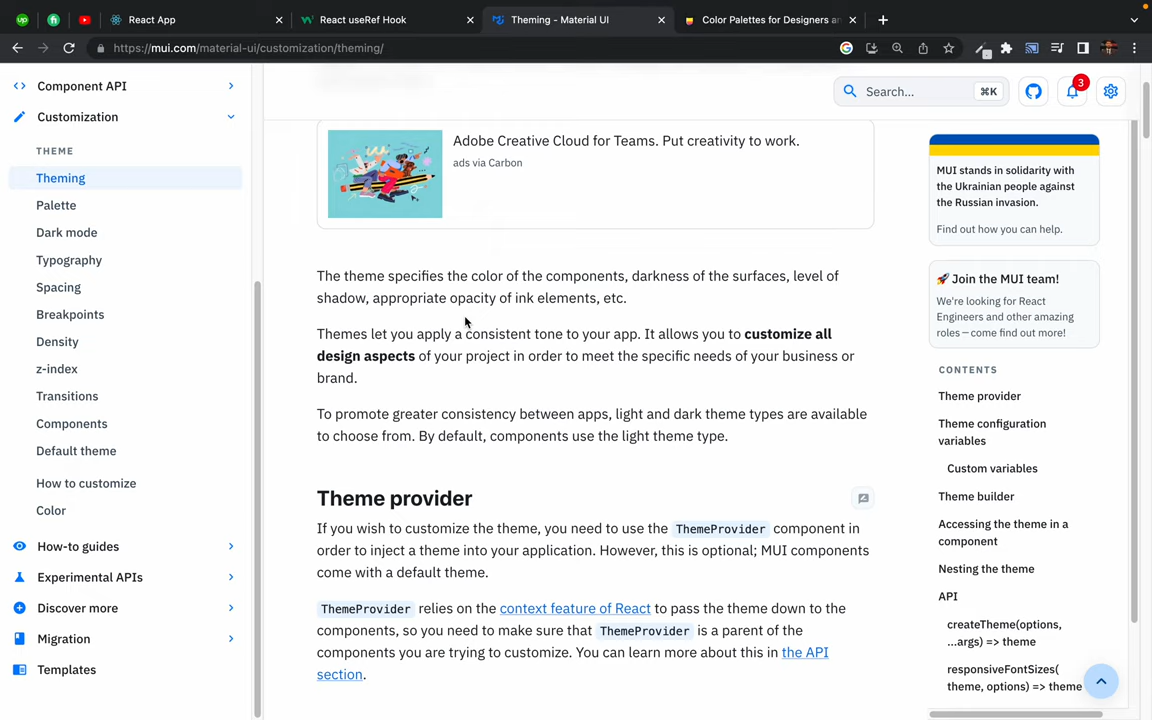 up
fi
React App
React useRef Hook
Theming - Material UI
Color Palettes for Designers an
https://mui.com/material-ui/customization/theming/
Component API
Customization
THEME
Theming
Palette
Dark mode
Typography
Spacing
Breakpoints
Density
z-index
Transitions
Components
Default theme
How to customize
Color
How-to guides
Experimental APIs
Discover more
Migration
Templates
Search...
⌘K
3
Adobe Creative Cloud for Teams. Put creativity to work.
ads via Carbon
The theme specifies the color of the components, darkness of the surfaces, level of
shadow, appropriate opacity of ink elements, etc.
Themes let you apply a consistent tone to your app. It allows you to customize all
design aspects of your project in order to meet the specific needs of your business or
brand.
To promote greater consistency between apps, light and dark theme types are available
to choose from. By default, components use the light theme type.
Theme provider
If you wish to customize the theme, you need to use the ThemeProvider component in
order to inject a theme into your application. However, this is optional; MUI components
come with a default theme.
ThemeProvider relies on the context feature of React to pass the theme down to the
components, so you need to make sure that ThemeProvider is a parent of the
components you are trying to customize. You can learn more about this in the API
section.
MUI stands in solidarity with
the Ukrainian people against
the Russian invasion.
Find out how you can help.
🚀 Join the MUI team!
We're looking for React
Engineers and other amazing
roles — come find out more!
CONTENTS
Theme provider
Theme configuration
variables
Custom variables
Theme builder
Accessing the theme in a
component
Nesting the theme
API
createTheme(options,
...args) => theme
responsiveFontSizes(
theme, options) => theme